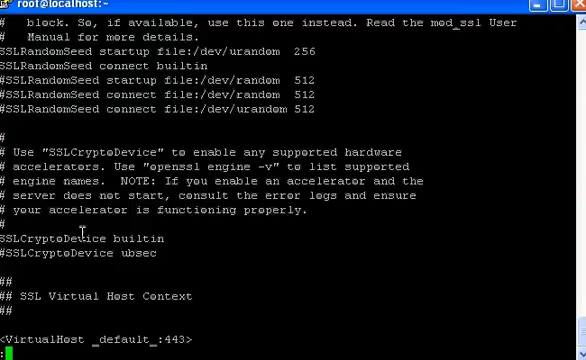 root@localhost:~
#   block. So, if available, use this one instead. Read the mod_ssl User
#   Manual for more details.
SSLRandomSeed startup file:/dev/urandom  256
SSLRandomSeed connect builtin
#SSLRandomSeed startup file:/dev/random  512
#SSLRandomSeed connect file:/dev/random  512
#SSLRandomSeed connect file:/dev/urandom 512
#
# Use "SSLCryptoDevice" to enable any supported hardware
# accelerators. Use "openssl engine -v" to list supported
# engine names.  NOTE: If you enable an accelerator and the
# server does not start, consult the error logs and ensure
# your accelerator is functioning properly.
#
SSLCryptoDevice builtin
#SSLCryptoDevice ubsec
##
## SSL Virtual Host Context
##
<VirtualHost _default_:443>
: